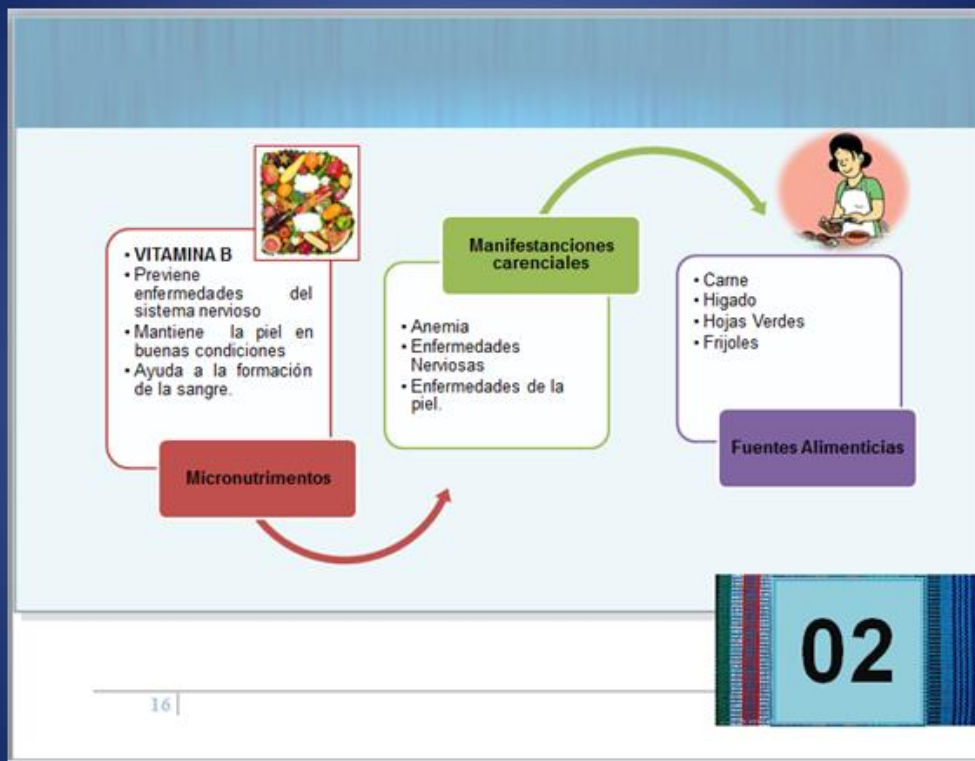 • VITAMINA B
• Previene
enfermedades del
sistema nervioso
• Mantiene la piel en
buenas condiciones
• Ayuda a la formación
de la sangre.
Micronutrimentos
Manifestanciones
carenciales
• Anemia
• Enfermedades
Nerviosas
• Enfermedades de la
piel.
• Carne
• Higado
• Hojas Verdes
• Frijoles
Fuentes Alimenticias
02
16